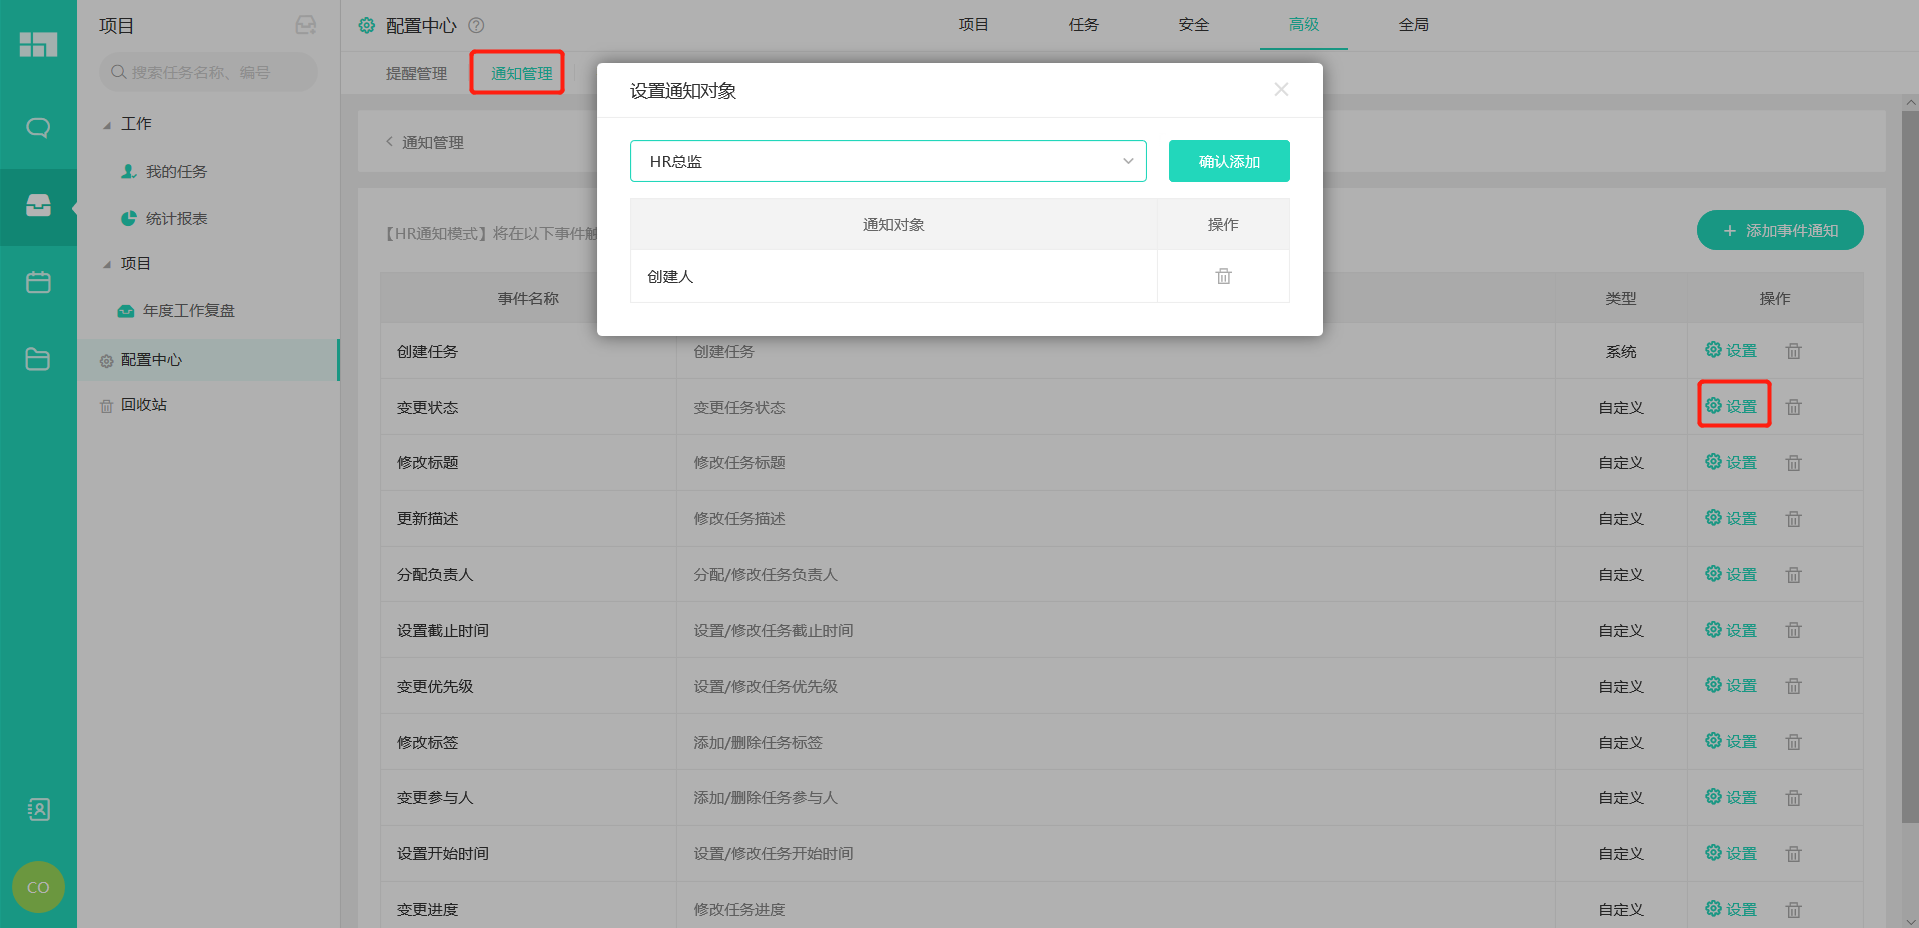 项目
搜索任务名称、编号
工作
我的任务
统计报表
项目
年度工作复盘
配置中心
回收站
CO
配置中心
项目 任务 安全 高级 全局
提醒管理 通知管理
通知管理
设置通知对象
HR总监 确认添加
通知对象 操作
创建人
【HR通知模式】将在以下事件触
添加事件通知
事件名称 类型 操作
创建任务 创建任务 系统 设置
变更状态 变更任务状态 自定义 设置
修改标题 修改任务标题 自定义 设置
更新描述 修改任务描述 自定义 设置
分配负责人 分配/修改任务负责人 自定义 设置
设置截止时间 设置/修改任务截止时间 自定义 设置
变更优先级 设置/修改任务优先级 自定义 设置
修改标签 添加/删除任务标签 自定义 设置
变更参与人 添加/删除任务参与人 自定义 设置
设置开始时间 设置/修改任务开始时间 自定义 设置
变更进度 修改任务进度 自定义 设置